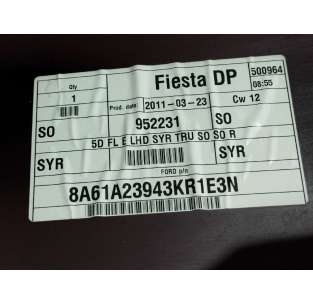 Qty
Fiesta DP
500964
08:55
1
Prod. date: 2011-03-23
Cw 12
SO
952231
SO
5D FL E LHD SYR TRU SO SO R
SYR
SYR
FORD p/n
8A61A23943KR1E3N